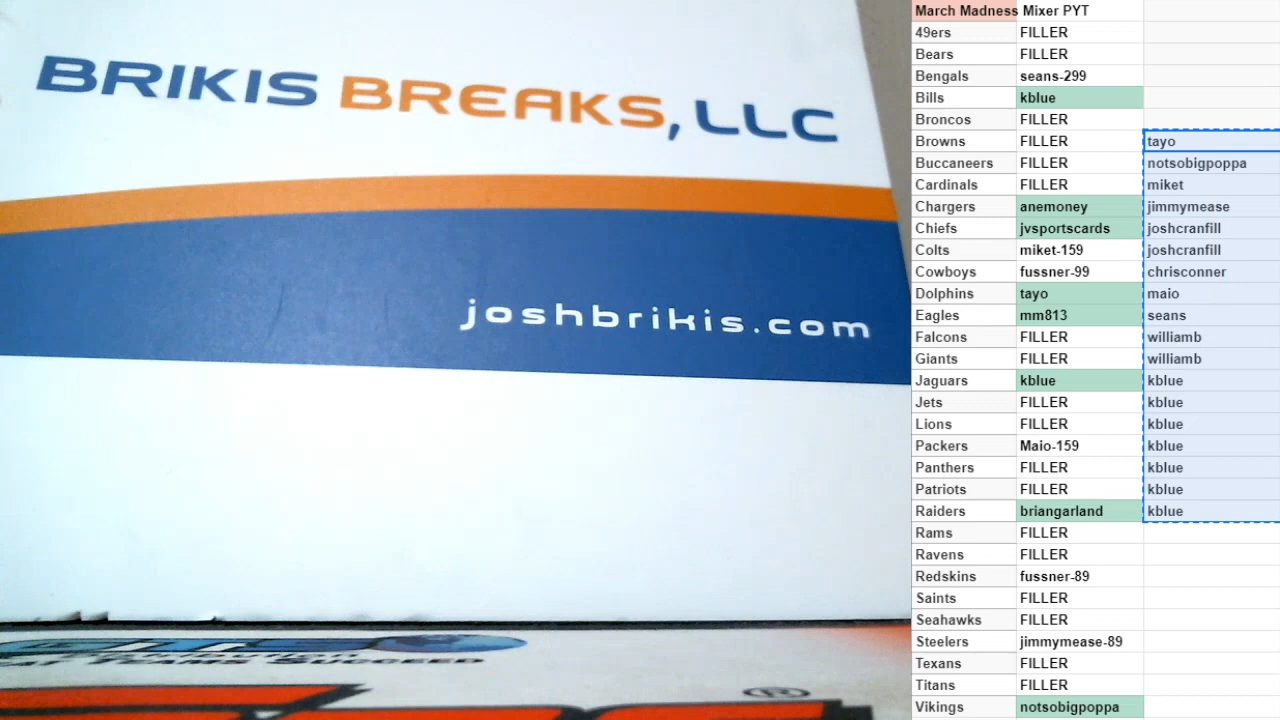 BRIKIS BREAKS, LLC
joshbrikis.com
GTS
®
March Madness Mixer PYT
49ers FILLER
Bears FILLER
Bengals seans-299
Bills kblue
Broncos FILLER
Browns FILLER tayo
Buccaneers FILLER notsobigpoppa
Cardinals FILLER miket
Chargers anemoney jimmymease
Chiefs jvsportscards joshcranfill
Colts miket-159 joshcranfill
Cowboys fussner-99 chrisconner
Dolphins tayo maio
Eagles mm813 seans
Falcons FILLER williamb
Giants FILLER williamb
Jaguars kblue kblue
Jets FILLER kblue
Lions FILLER kblue
Packers Maio-159 kblue
Panthers FILLER kblue
Patriots FILLER kblue
Raiders briangarland kblue
Rams FILLER
Ravens FILLER
Redskins fussner-89
Saints FILLER
Seahawks FILLER
Steelers jimmymease-89
Texans FILLER
Titans FILLER
Vikings notsobigpoppa